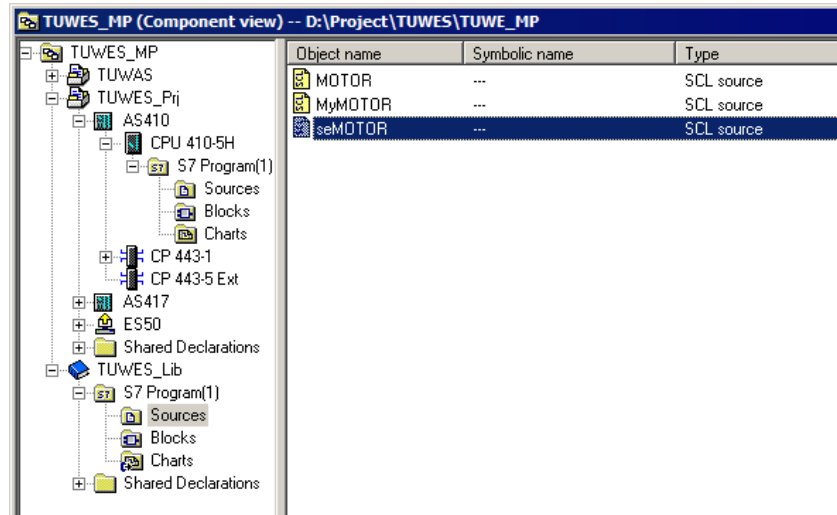 TUWES_MP (Component view) -- D:\Project\TUWES\TUWE_MP
TUWES_MP
TUWAS
TUWES_Prj
AS410
CPU 410-5H
S7 Program(1)
Sources
Blocks
Charts
CP 443-1
CP 443-5 Ext
AS417
ES50
Shared Declarations
TUWES_Lib
S7 Program(1)
Sources
Blocks
Charts
Shared Declarations
Object name Symbolic name Type
MOTOR --- SCL source
MyMOTOR --- SCL source
seMOTOR --- SCL source